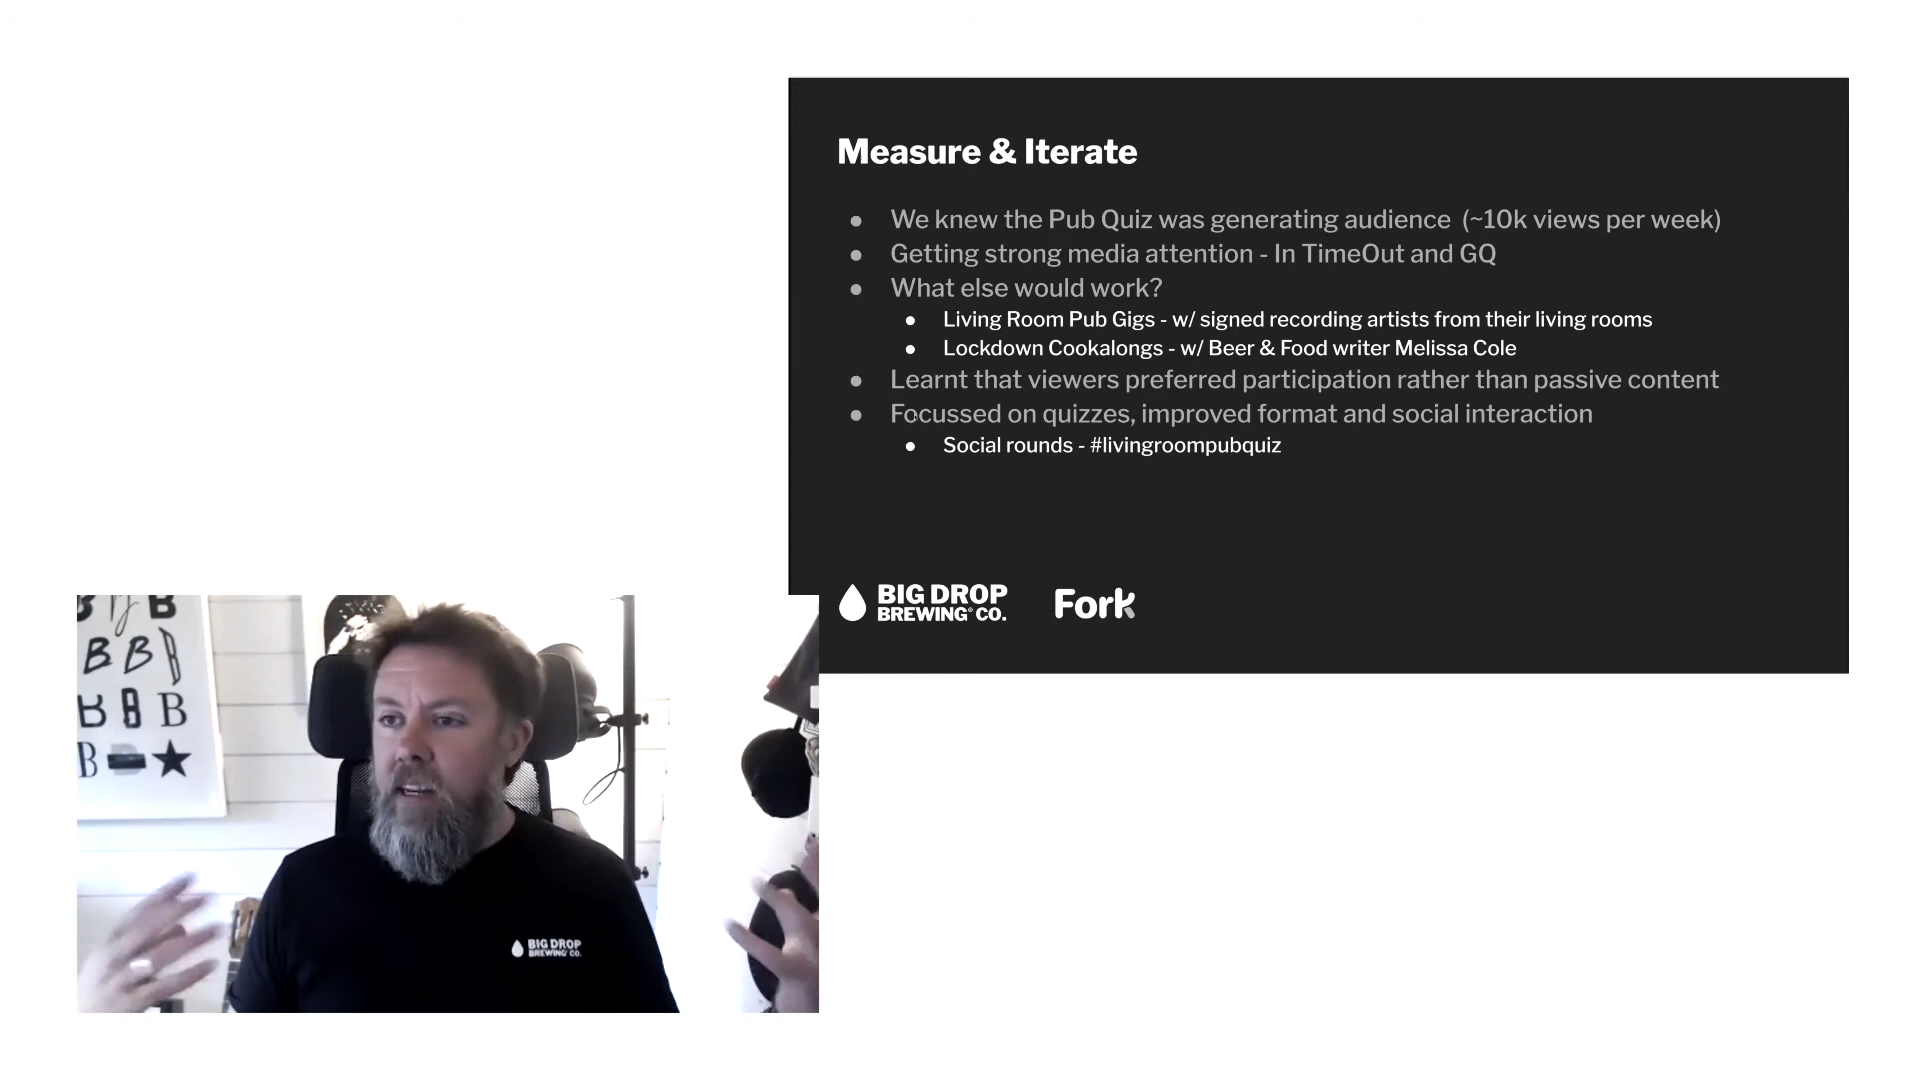 Measure & Iterate
● We knew the Pub Quiz was generating audience (~10k views per week)
● Getting strong media attention - In TimeOut and GQ
● What else would work?
● Living Room Pub Gigs - w/ signed recording artists from their living rooms
● Lockdown Cookalongs - w/ Beer & Food writer Melissa Cole
● Learnt that viewers preferred participation rather than passive content
● Focussed on quizzes, improved format and social interaction
● Social rounds - #livingroompubquiz
BIG DROP
BREWING® CO.
Fork
B B
B B B
B B B
B ★
BIG DROP
BREWING® CO.